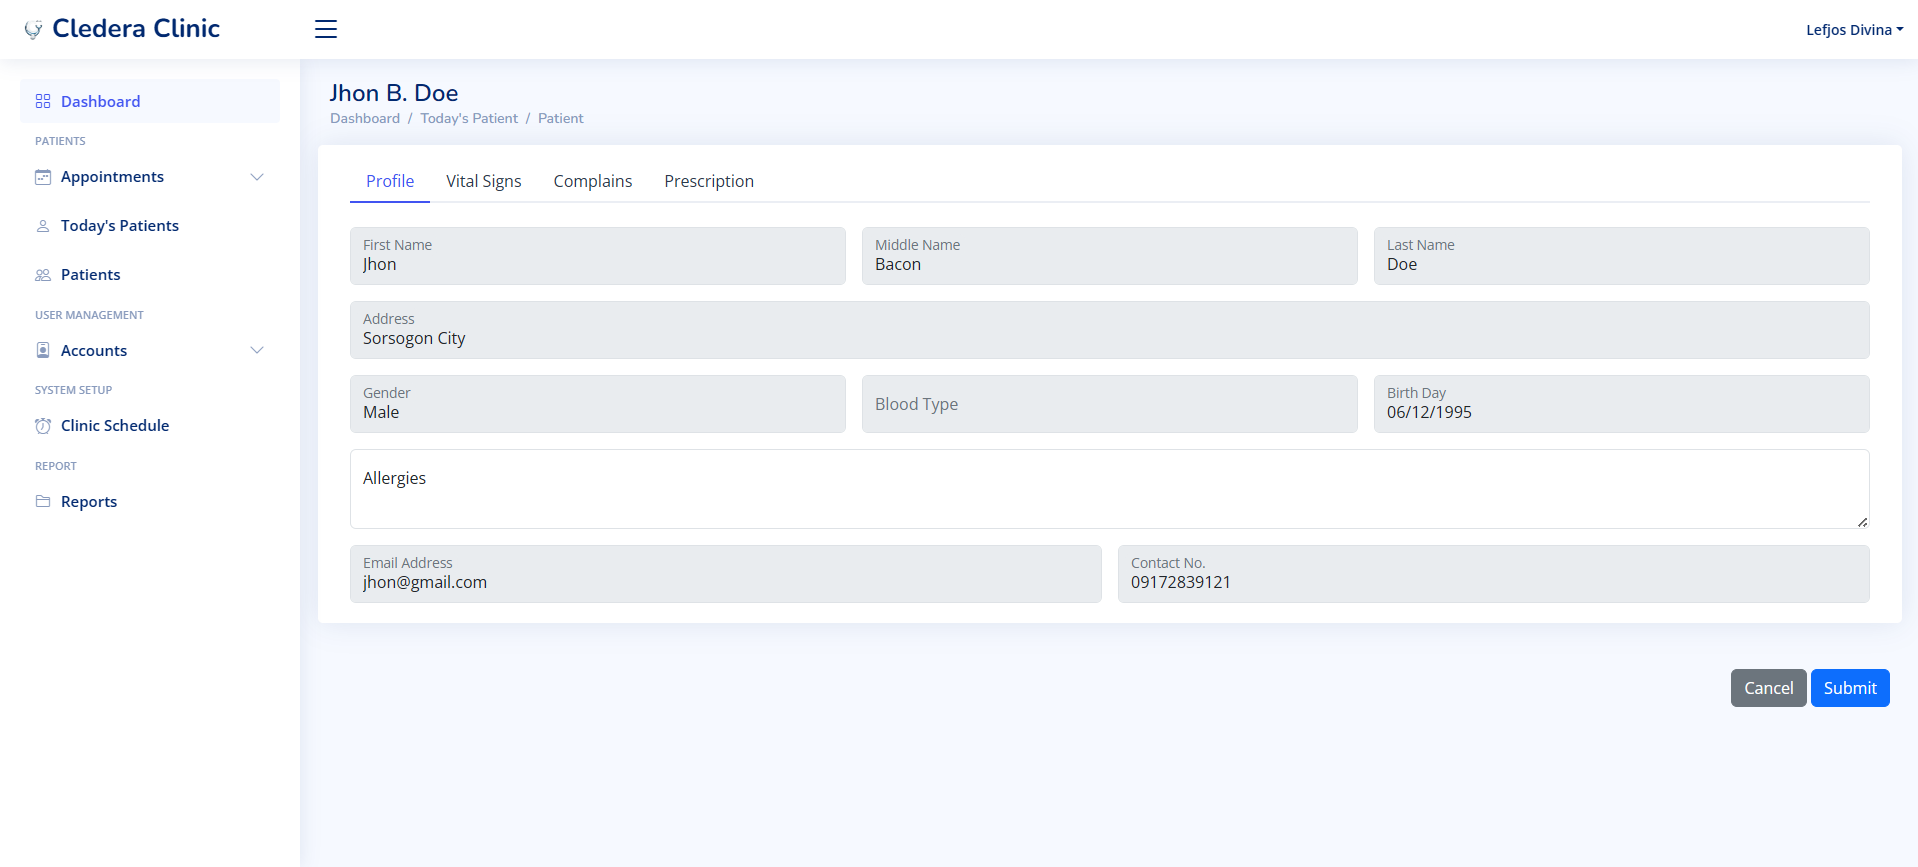 Cledera Clinic
Lefjos Divina
Dashboard
PATIENTS
Appointments
Today's Patients
Patients
USER MANAGEMENT
Accounts
SYSTEM SETUP
Clinic Schedule
REPORT
Reports
Jhon B. Doe
Dashboard / Today's Patient / Patient
Profile Vital Signs Complains Prescription
First Name Middle Name Last Name
Jhon Bacon Doe
Address
Sorsogon City
Gender Blood Type Birth Day
Male 06/12/1995
Allergies
Email Address Contact No.
jhon@gmail.com 09172839121
Cancel Submit